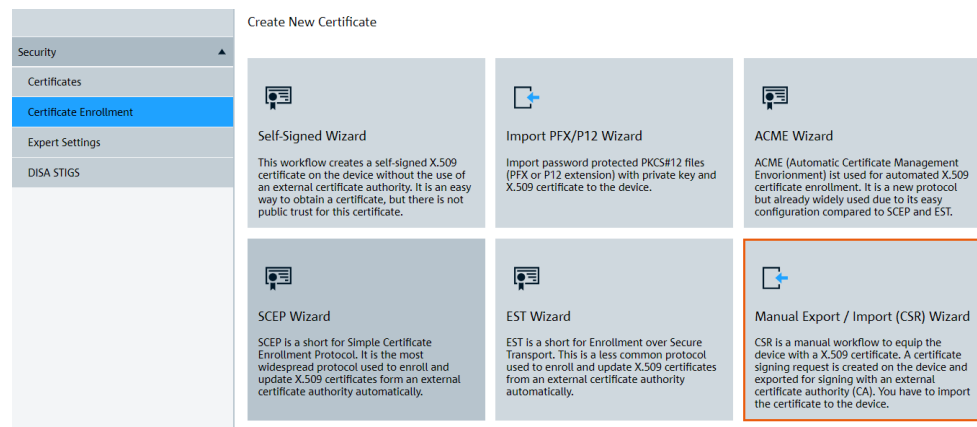 Create New Certificate
Security
Certificates
Certificate Enrollment
Expert Settings
DISA STIGS
Self-Signed Wizard
This workflow creates a self-signed X.509
certificate on the device without the use of
an external certificate authority. It is an easy
way to obtain a certificate, but there is not
public trust for this certificate.
Import PFX/P12 Wizard
Import password protected PKCS#12 files
(PFX or P12 extension) with private key and
X.509 certificate to the device.
ACME Wizard
ACME (Automatic Certificate Management
Envorionment) ist used for automated X.509
certificate enrollment. It is a new protocol
but already widely used due to its easy
configuration compared to SCEP and EST.
SCEP Wizard
SCEP is a short for Simple Certificate
Enrollment Protocol. It is the most
widespread protocol used to enroll and
update X.509 certificates form an external
certificate authority automatically.
EST Wizard
EST is a short for Enrollment over Secure
Transport. This is a less common protocol
used to enroll and update X.509 certificates
from an external certificate authority
automatically.
Manual Export / Import (CSR) Wizard
CSR is a manual workflow to equip the
device with a X.509 certificate. A certificate
signing request is created on the device and
exported for signing with an external
certificate authority (CA). You have to import
the certificate to the device.